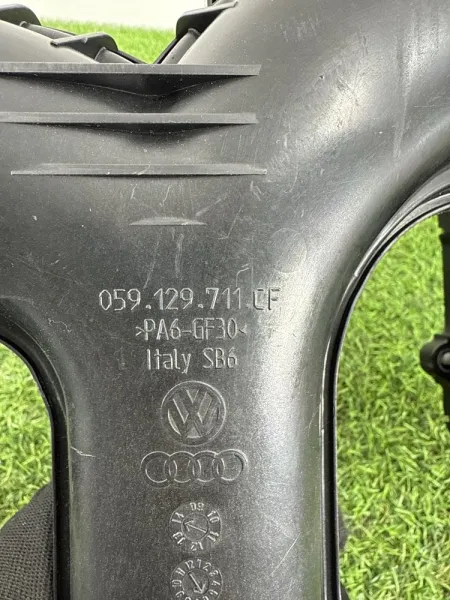 059.129.711 CF
>PA6-GF30<
Italy SB6